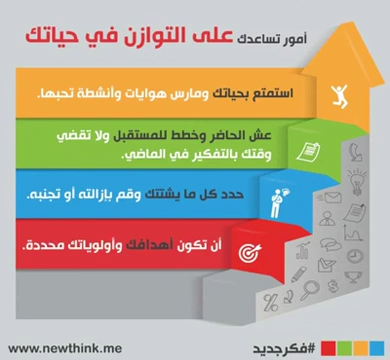 أمور تساعدك على التوازن في حياتك
استمتع بحياتك ومارس هوايات وأنشطة تحبها.
عش الحاضر وخطط للمستقبل ولا تقضي
وقتك بالتفكير في الماضي.
حدد كل ما يشتتك وقم بإزالته أو تجنبه.
أن تكون أهدافك وأولوياتك محددة.
#فكرجديد
www.newthink.me